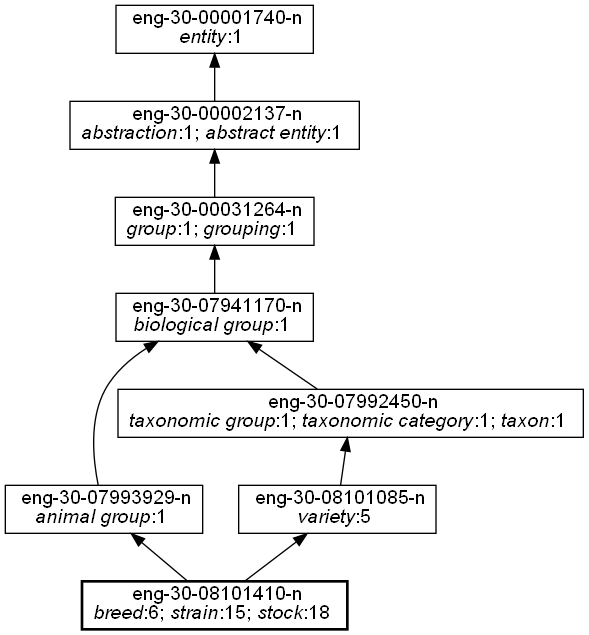 eng-30-00001740-n
entity:1
eng-30-00002137-n
abstraction:1; abstract entity:1
eng-30-00031264-n
group:1; grouping:1
eng-30-07941170-n
biological group:1
eng-30-07992450-n
taxonomic group:1; taxonomic category:1; taxon:1
eng-30-07993929-n
animal group:1
eng-30-08101085-n
variety:5
eng-30-08101410-n
breed:6; strain:15; stock:18